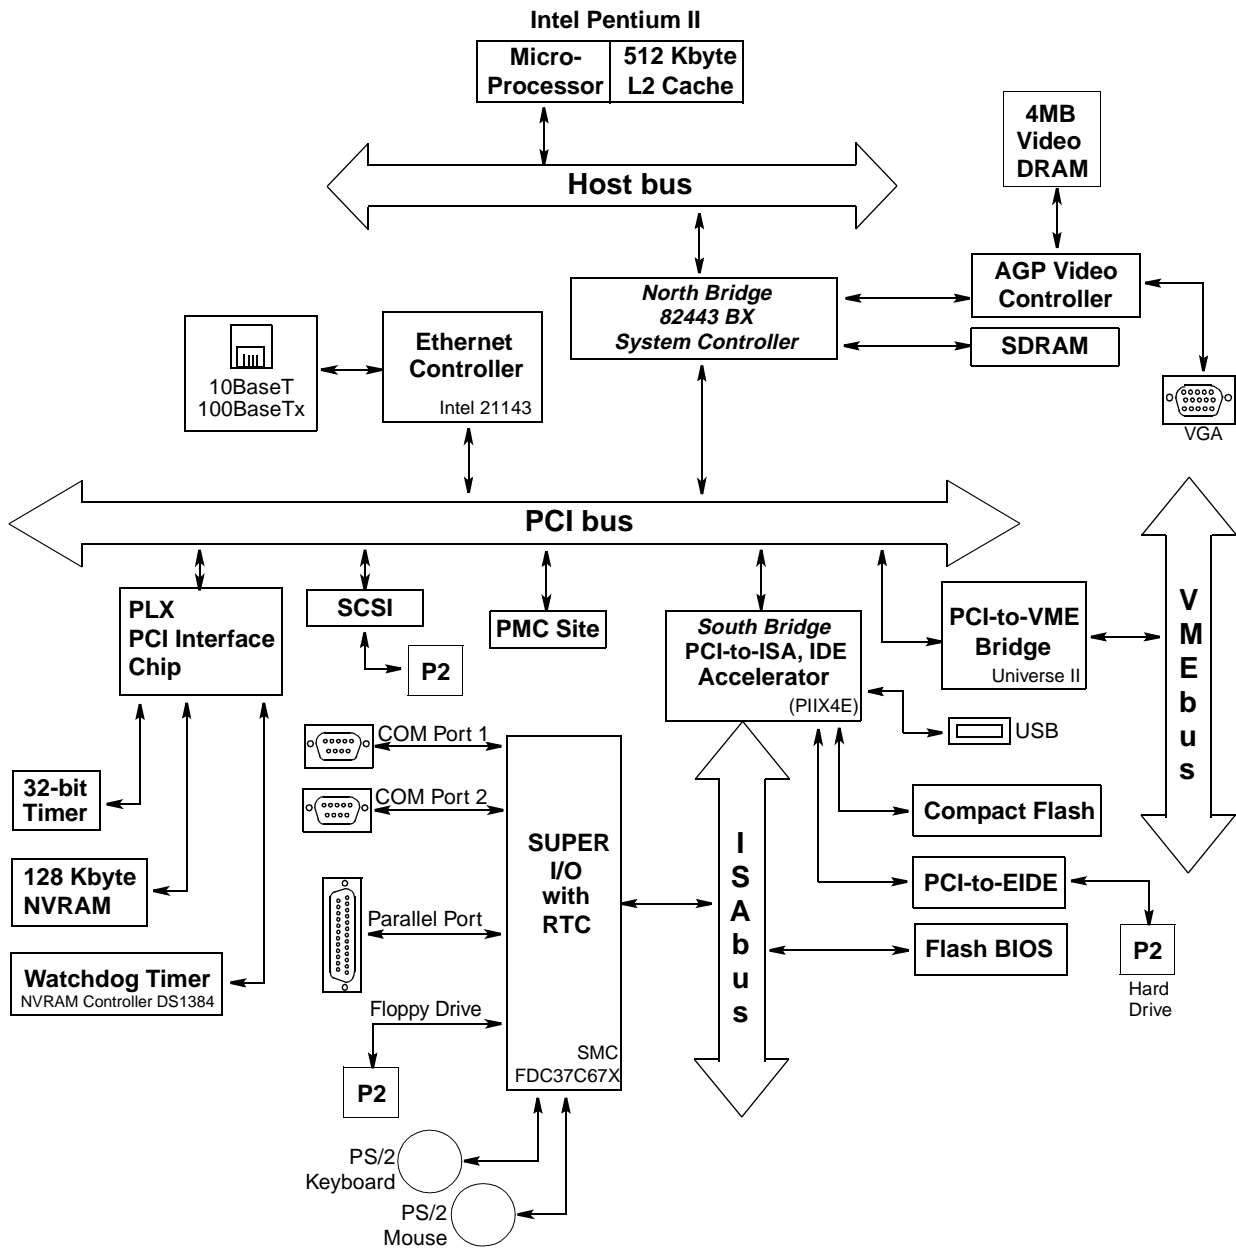 Intel Pentium II
Micro-
Processor
512 Kbyte
L2 Cache
4MB
Video
DRAM
Host bus
AGP Video
Controller
North Bridge
82443 BX
System Controller
SDRAM
Ethernet
Controller
Intel 21143
10BaseT
100BaseTx
VGA
PCI bus
PLX
PCI Interface
Chip
SCSI
P2
PMC Site
South Bridge
PCI-to-ISA, IDE
Accelerator
(PIIX4E)
PCI-to-VME
Bridge
Universe II
VMEbus
USB
COM Port 1
COM Port 2
32-bit
Timer
128 Kbyte
NVRAM
Watchdog Timer
NVRAM Controller DS1384
SUPER
I/O
with
RTC
SMC
FDC37C67X
Parallel Port
Floppy Drive
P2
ISAbus
Compact Flash
PCI-to-EIDE
Flash BIOS
P2
Hard
Drive
PS/2
Keyboard
PS/2
Mouse